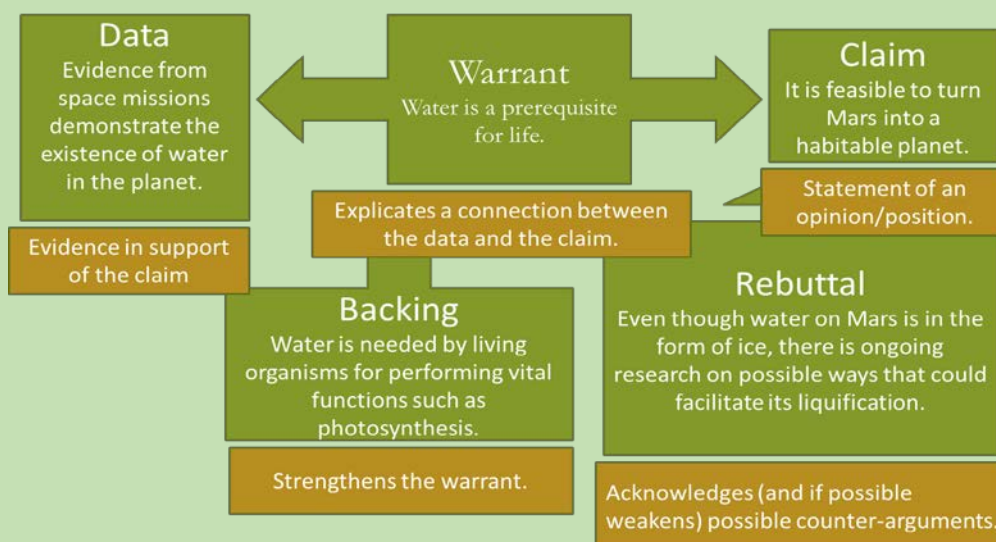 Data
Evidence from
space missions
demonstrate the
existence of water
in the planet.
Evidence in support
of the claim
Warrant
Water is a prerequisite
for life.
Explicates a connection between
the data and the claim.
Claim
It is feasible to turn
Mars into a
habitable planet.
Statement of an
opinion/position.
Backing
Water is needed by living
organisms for performing vital
functions such as
photosynthesis.
Strengthens the warrant.
Rebuttal
Even though water on Mars is in the
form of ice, there is ongoing
research on possible ways that could
facilitate its liquification.
Acknowledges (and if possible
weakens) possible counter-arguments.